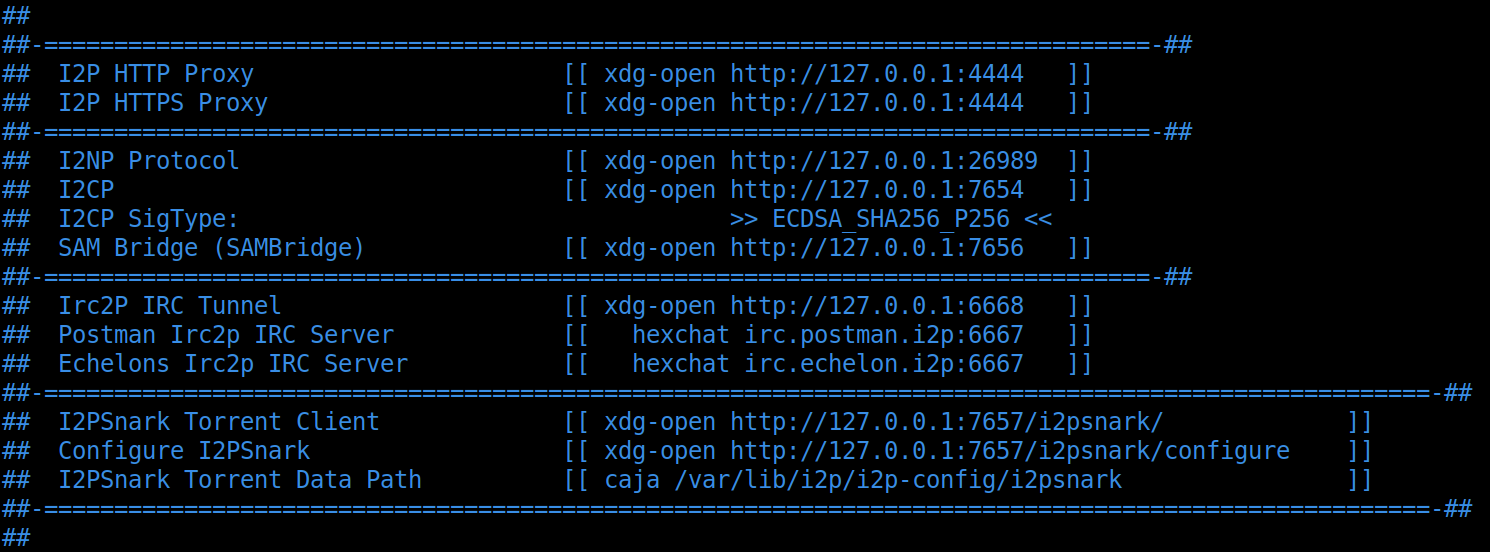 ##
##-===============================================================================-##
##  I2P HTTP Proxy                      [[ xdg-open http://127.0.0.1:4444   ]]
##  I2P HTTPS Proxy                     [[ xdg-open http://127.0.0.1:4444   ]]
##-===============================================================================-##
##  I2NP Protocol                       [[ xdg-open http://127.0.0.1:26989  ]]
##  I2CP                                [[ xdg-open http://127.0.0.1:7654   ]]
##  I2CP SigType:                                   >> ECDSA_SHA256_P256 <<
##  SAM Bridge (SAMBridge)              [[ xdg-open http://127.0.0.1:7656   ]]
##-===============================================================================-##
##  Irc2P IRC Tunnel                    [[ xdg-open http://127.0.0.1:6668   ]]
##  Postman Irc2p IRC Server            [[   hexchat irc.postman.i2p:6667   ]]
##  Echelons Irc2p IRC Server           [[   hexchat irc.echelon.i2p:6667   ]]
##-===================================================================================================-##
##  I2PSnark Torrent Client             [[ xdg-open http://127.0.0.1:7657/i2psnark/             ]]
##  Configure I2PSnark                  [[ xdg-open http://127.0.0.1:7657/i2psnark/configure    ]]
##  I2PSnark Torrent Data Path          [[ caja /var/lib/i2p/i2p-config/i2psnark                ]]
##-===================================================================================================-##
##